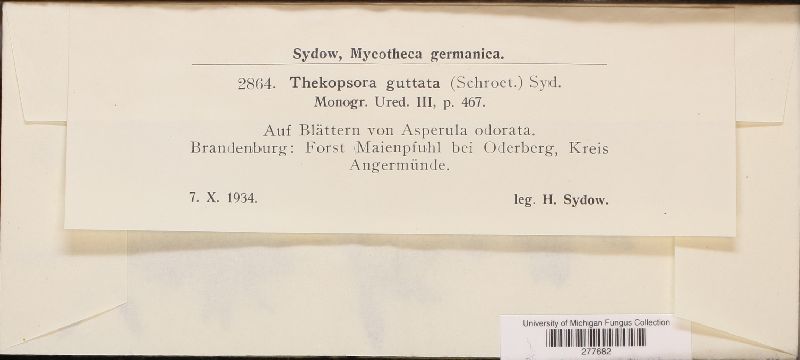 Sydow, Mycotheca germanica.
2864. Thekopsora guttata (Schroet.) Syd.
Monogr. Ured. III, p. 467.
Auf Blättern von Asperula odorata.
Brandenburg: Forst Maienpfuhl bei Oderberg, Kreis
Angermünde.
7. X. 1934. leg. H. Sydow.
University of Michigan Fungus Collection
277682